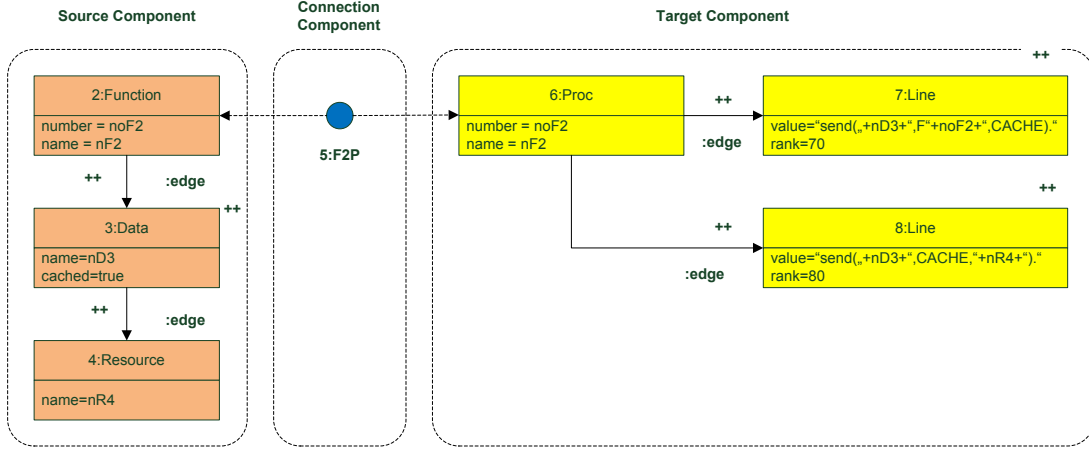 Source Component
Connection
Component
Target Component
2:Function
number = noF2
name = nF2
++
:edge
++
3:Data
name=nD3
cached=true
++
:edge
4:Resource
name=nR4
5:F2P
6:Proc
number = noF2
name = nF2
++
:edge
++
7:Line
value=“send(„+nD3+“,F“+noF2+“,CACHE).“
rank=70
++
:edge
++
8:Line
value=“send(„+nD3+“,CACHE,“+nR4+“).“
rank=80